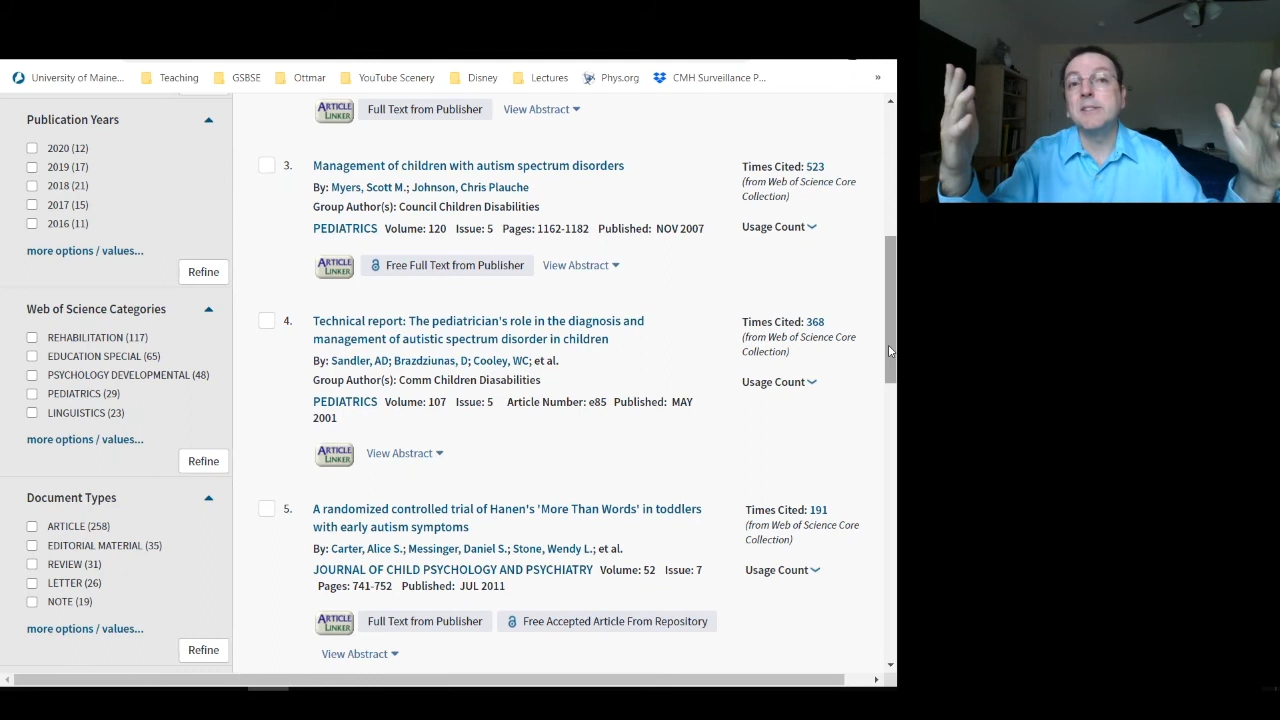 University of Maine... Teaching GSBSE Ottmar YouTube Scenery Disney Lectures Phys.org CMH Surveillance P... »
Publication Years
2020 (12)
2019 (17)
2018 (21)
2017 (15)
2016 (11)
more options / values...
Refine
Web of Science Categories
REHABILITATION (117)
EDUCATION SPECIAL (65)
PSYCHOLOGY DEVELOPMENTAL (48)
PEDIATRICS (29)
LINGUISTICS (23)
more options / values...
Refine
Document Types
ARTICLE (258)
EDITORIAL MATERIAL (35)
REVIEW (31)
LETTER (26)
NOTE (19)
more options / values...
Refine
ARTICLE LINKER Full Text from Publisher View Abstract
3. Management of children with autism spectrum disorders
By: Myers, Scott M.; Johnson, Chris Plauche
Group Author(s): Council Children Disabilities
PEDIATRICS Volume: 120 Issue: 5 Pages: 1162-1182 Published: NOV 2007
ARTICLE LINKER Free Full Text from Publisher View Abstract
Times Cited: 523
(from Web of Science Core
Collection)
Usage Count
4. Technical report: The pediatrician's role in the diagnosis and
management of autistic spectrum disorder in children
By: Sandler, AD; Brazdziunas, D; Cooley, WC; et al.
Group Author(s): Comm Children Diasabilities
PEDIATRICS Volume: 107 Issue: 5 Article Number: e85 Published: MAY
2001
ARTICLE LINKER View Abstract
Times Cited: 368
(from Web of Science Core
Collection)
Usage Count
5. A randomized controlled trial of Hanen's 'More Than Words' in toddlers
with early autism symptoms
By: Carter, Alice S.; Messinger, Daniel S.; Stone, Wendy L.; et al.
JOURNAL OF CHILD PSYCHOLOGY AND PSYCHIATRY Volume: 52 Issue: 7
Pages: 741-752 Published: JUL 2011
ARTICLE LINKER Full Text from Publisher Free Accepted Article From Repository
View Abstract
Times Cited: 191
(from Web of Science Core
Collection)
Usage Count